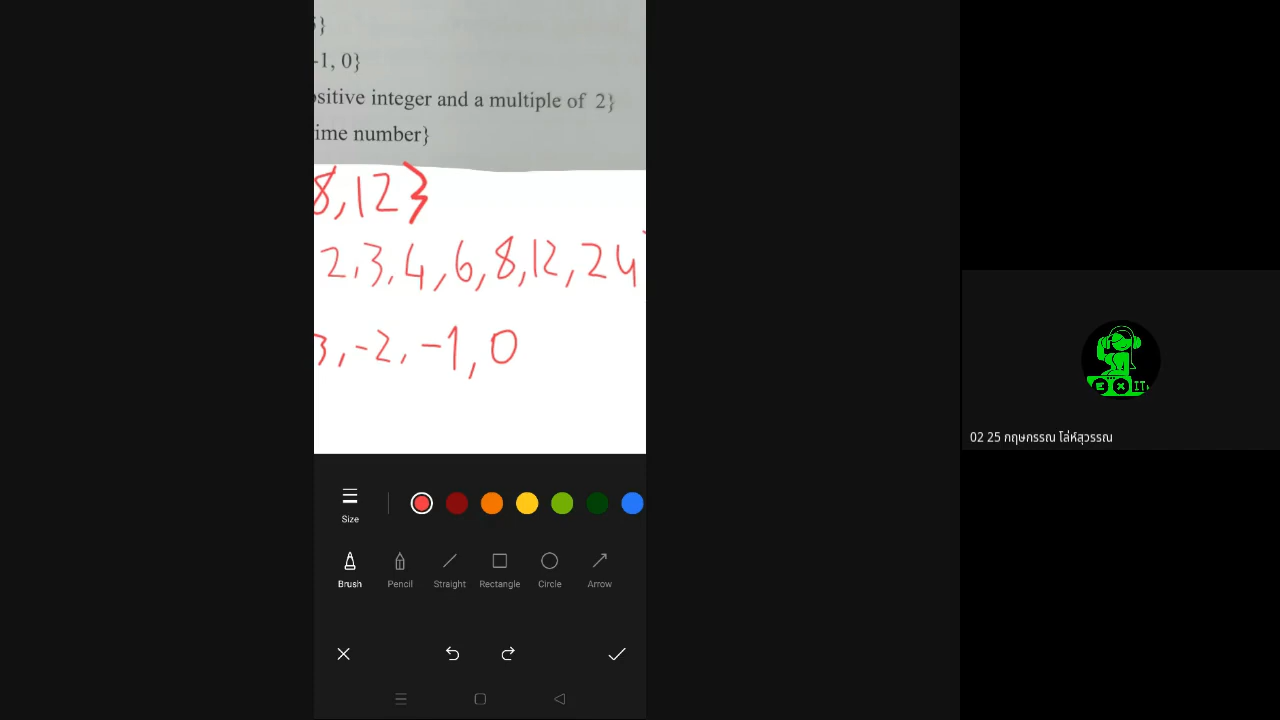 }
-1, 0}
ositive integer and a multiple of 2}
ime number}
8,12}
2,3,4,6,8,12,24
3,-2,-1,0
Size
Brush
Pencil
Straight
Rectangle
Circle
Arrow
EXIT
02 25 กฤษกรรณ โล่ห์สุวรรณ